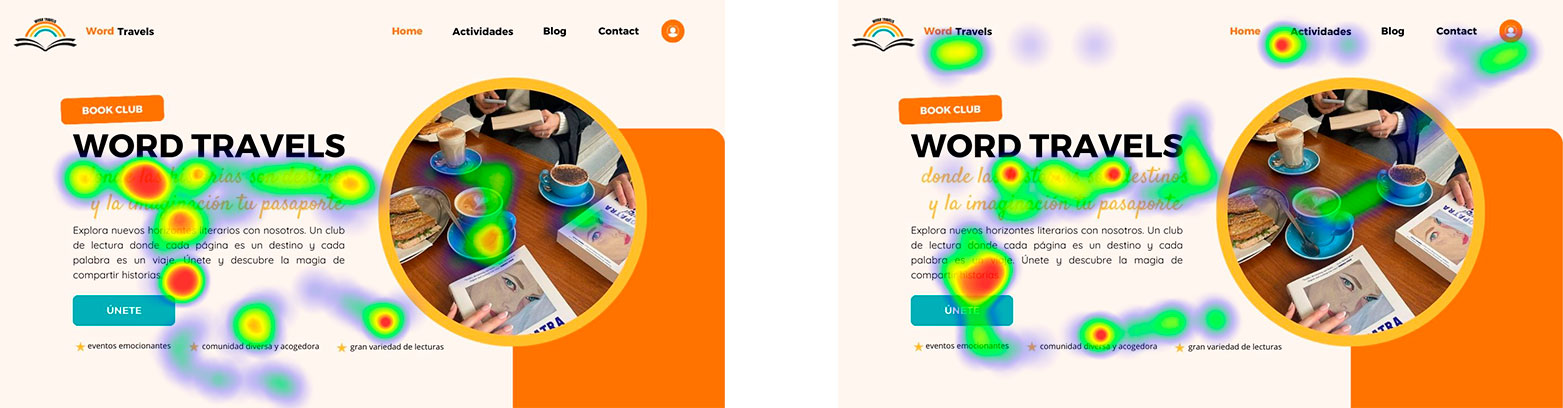 WORD TRAVELS
Word Travels
Home Actividades Blog Contact
BOOK CLUB
WORD TRAVELS
son destino
y la imaginación tu pasaporte
Explora nuevos horizontes literarios con nosotros. Un club
de lectura donde cada página es un destino y cada
palabra es un viaje. Únete y descubre la magia de
compartir historias.
ÚNETE
eventos emocionantes comunidad diversa y acogedora gran variedad de lecturas
WORD TRAVELS
Word Travels
Home Actividades Blog Contact
BOOK CLUB
WORD TRAVELS
donde destinos
y la imaginación tu pasaporte
Explora nuevos horizontes literarios con nosotros. Un club
de lectura donde cada página es un destino y cada
palabra es un viaje. Únete y descubre la magia de
compartir historias.
ÚNETE
eventos emocionantes comunidad diversa y acogedora gran variedad de lecturas